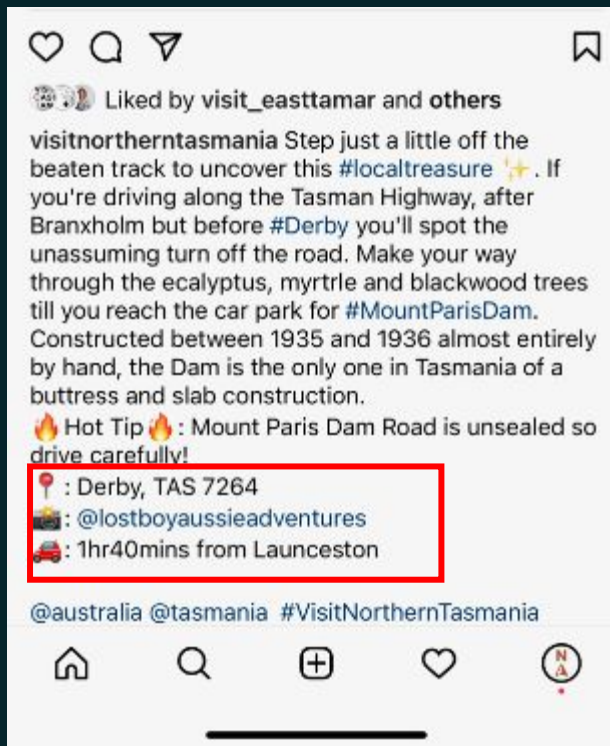 Liked by visit_easttamar and others
visitnortherntasmania Step just a little off the
beaten track to uncover this #localtreasure ✨. If
you're driving along the Tasman Highway, after
Branxholm but before #Derby you'll spot the
unassuming turn off the road. Make your way
through the ecalyptus, myrtrle and blackwood trees
till you reach the car park for #MountParisDam.
Constructed between 1935 and 1936 almost entirely
by hand, the Dam is the only one in Tasmania of a
buttress and slab construction.
🔥Hot Tip🔥: Mount Paris Dam Road is unsealed so
drive carefully!
📍: Derby, TAS 7264
📸: @lostboyaussieadventures
🚗: 1hr40mins from Launceston
@australia @tasmania #VisitNorthernTasmania
N
A